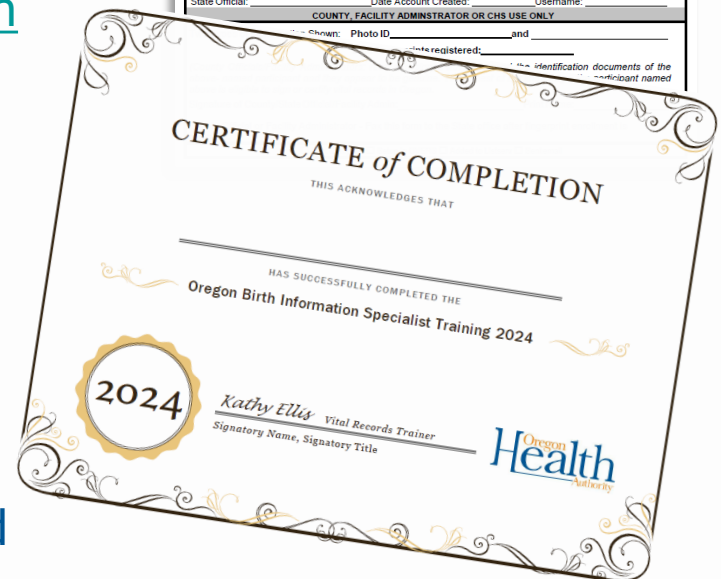 State Official: Date Account Created: Username:
COUNTY, FACILITY ADMINSTRATOR OR CHS USE ONLY
Shown: Photo ID and
registered:
the identification documents of the
participant named
CERTIFICATE of COMPLETION
THIS ACKNOWLEDGES THAT
HAS SUCCESSFULLY COMPLETED THE
Oregon Birth Information Specialist Training 2024
2024
Kathy Ellis Vital Records Trainer
Signatory Name, Signatory Title
Oregon
Health
Authority